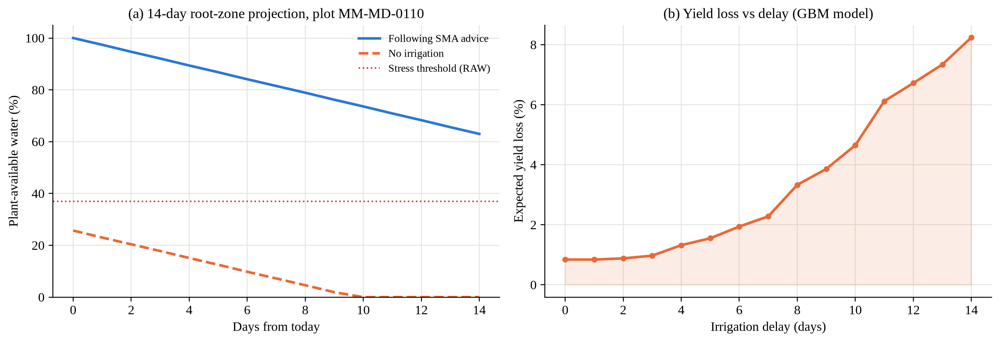 (a) 14-day root-zone projection, plot MM-MD-0110
Plant-available water (%)
100
80
60
40
20
0
Following SMA advice
No irrigation
Stress threshold (RAW)
0 2 4 6 8 10 12 14
Days from today
(b) Yield loss vs delay (GBM model)
Expected yield loss (%)
8
6
4
2
0
0 2 4 6 8 10 12 14
Irrigation delay (days)